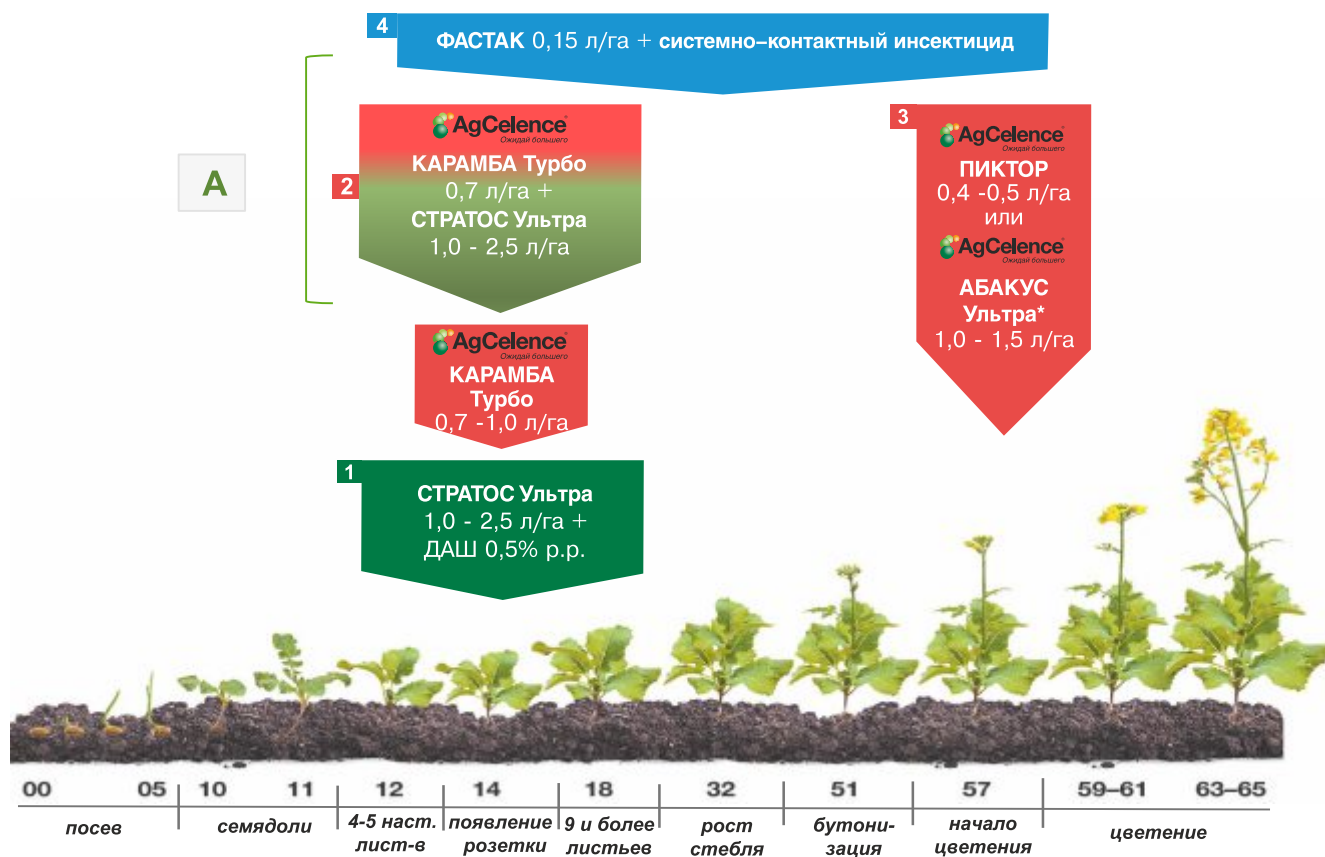 4
ФАСТАК 0,15 л/га + системно–контактный инсектицид
А
2
AgCelence®
Ожидай большего
КАРАМБА Турбо
0,7 л/га +
СТРАТОС Ультра
1,0 - 2,5 л/га
AgCelence®
Ожидай большего
КАРАМБА
Турбо
0,7 -1,0 л/га
1
СТРАТОС Ультра
1,0 - 2,5 л/га +
ДАШ 0,5% р.р.
3
AgCelence®
Ожидай большего
ПИКТОР
0,4 -0,5 л/га
или
AgCelence®
Ожидай большего
АБАКУС
Ультра*
1,0 - 1,5 л/га
00 05 10 11 12 14 18 32 51 57 59–61 63–65
посев
семядоли
4-5 наст.
лист-в
появление
розетки
9 и более
листьев
рост
стебля
бутони-
зация
начало
цветения
цветение